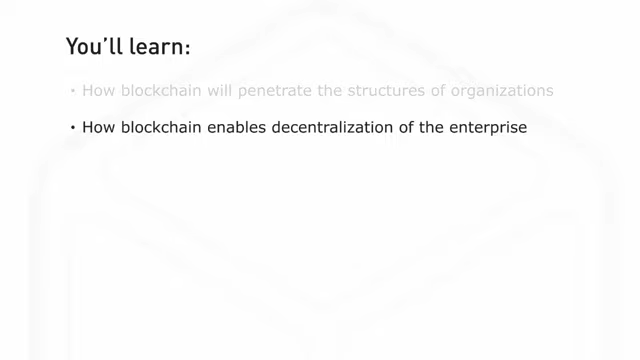 You'll learn:
• How blockchain will penetrate the structures of organizations
• How blockchain enables decentralization of the enterprise